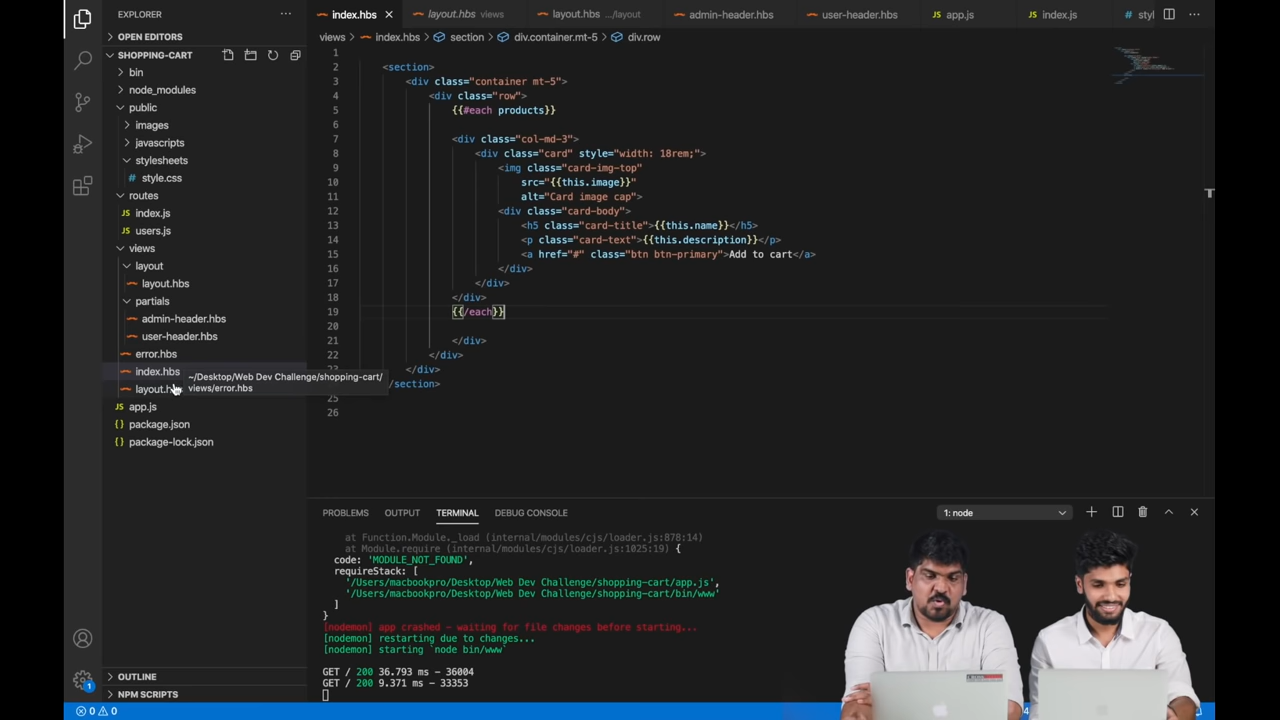 EXPLORER
OPEN EDITORS
SHOPPING-CART
bin
node_modules
public
images
javascripts
stylesheets
style.css
routes
JS index.js
JS users.js
views
layout
layout.hbs
partials
admin-header.hbs
user-header.hbs
error.hbs
index.hbs
layout.h
JS app.js
package.json
package-lock.json
~/Desktop/Web Dev Challenge/shopping-cart/
views/error.hbs
OUTLINE
NPM SCRIPTS
1
0 0
index.hbs
layout.hbs views
layout.hbs .../layout
admin-header.hbs
user-header.hbs
JS app.js
JS index.js
# styl
views > index.hbs > section > div.container.mt-5 > div.row
1
2 <section>
3 <div class="container mt-5">
4 <div class="row">
5 {{#each products}}
6
7 <div class="col-md-3">
8 <div class="card" style="width: 18rem;">
9 <img class="card-img-top"
10 src="{{this.image}}"
11 alt="Card image cap">
12 <div class="card-body">
13 <h5 class="card-title">{{this.name}}</h5>
14 <p class="card-text">{{this.description}}</p>
15 <a href="#" class="btn btn-primary">Add to cart</a>
16 </div>
17 </div>
18 </div>
19 {{/each}}
20
21 </div>
22 </div>
23 </div>
/section>
25
26
PROBLEMS
OUTPUT
TERMINAL
DEBUG CONSOLE
1: node
at Function.Module._load (internal/modules/cjs/loader.js:878:14)
at Module.require (internal/modules/cjs/loader.js:1025:19) {
code: 'MODULE_NOT_FOUND',
requireStack: [
'/Users/macbookpro/Desktop/Web Dev Challenge/shopping-cart/app.js',
'/Users/macbookpro/Desktop/Web Dev Challenge/shopping-cart/bin/www'
]
}
[nodemon] app crashed - waiting for file changes before starting...
[nodemon] restarting due to changes...
[nodemon] starting `node bin/www`
GET / 200 36.793 ms - 36004
GET / 200 9.371 ms - 33353